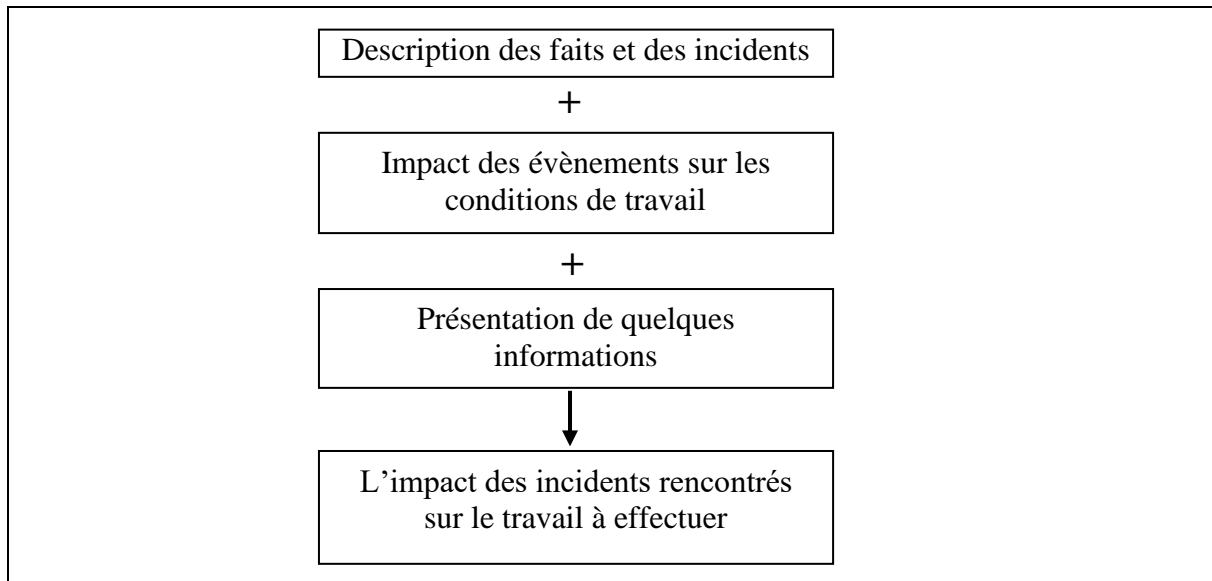 Description des faits et des incidents
+
Impact des évènements sur les
conditions de travail
+
Présentation de quelques
informations
L’impact des incidents rencontrés
sur le travail à effectuer